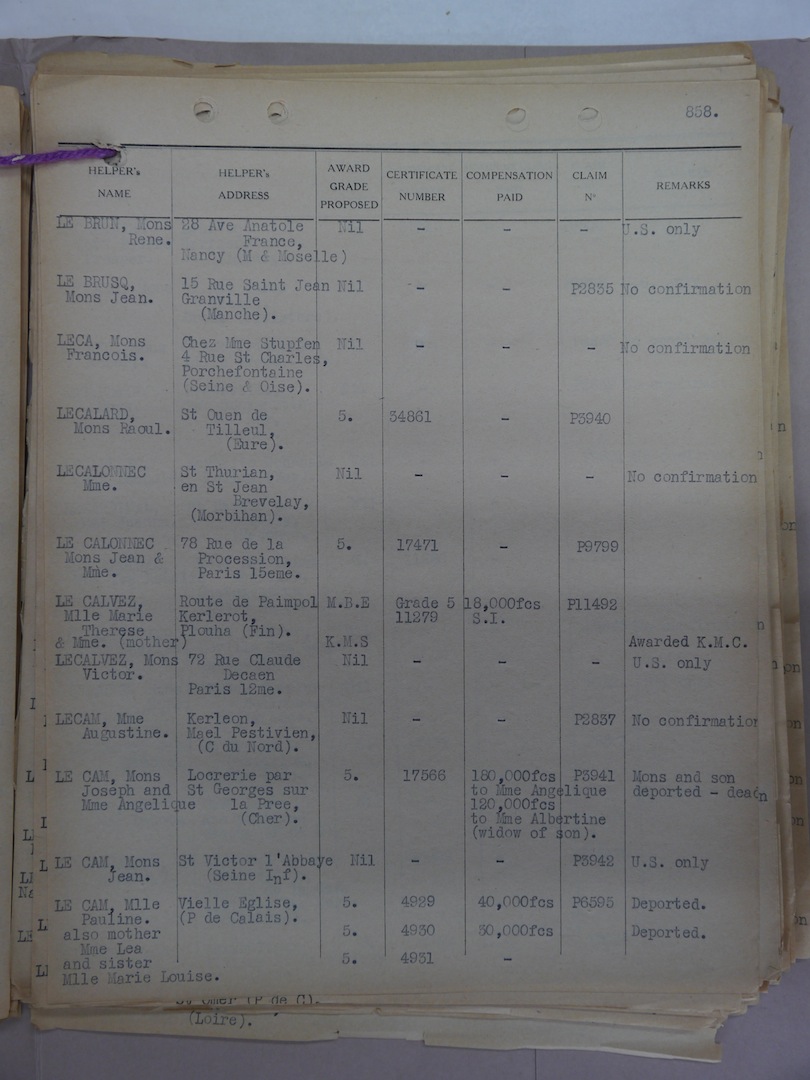 858.
HELPER's NAME HELPER's ADDRESS AWARD GRADE PROPOSED CERTIFICATE NUMBER COMPENSATION PAID CLAIM Nº REMARKS
LE BRUN, Mons 28 Ave Anatole Nil - - - U.S. only
Rene. France,
Nancy (M & Moselle)
LE BRUSQ, 15 Rue Saint Jean Nil - - P2835 No confirmation
Mons Jean. Granville
(Manche).
LECA, Mons Chez Mme Stupfen Nil - - - No confirmation
Francois. 4 Rue St Charles,
Porchefontaine
(Seine & Oise).
LECALARD, St Ouen de 5. 34861 - P3940
Mons Raoul. Tilleul,
(Eure).
LECALONNEC St Thurian, Nil - - - No confirmation
Mme. en St Jean
Brevelay,
(Morbihan).
LE CALONNEC 78 Rue de la 5. 17471 - P9799
Mons Jean & Procession,
Mme. Paris 15eme.
LE CALVEZ, Route de Paimpol M.B.E Grade 5 18,000fcs P11492
Mlle Marie Kerlerot, 11279 S.I.
Therese Plouha (Fin).
& Mme. (mother) K.M.S Awarded K.M.C.
LECALVEZ, Mons 72 Rue Claude Nil - - - U.S. only
Victor. Decaen
Paris 12me.
LECAM, Mme Kerleon, Nil - - P2837 No confirmation
Augustine. Mael Pestivien,
(C du Nord).
LE CAM, Mons Locrerie par 5. 17566 180,000fcs P3941 Mons and son
Joseph and St Georges sur to Mme Angelique deported - dead
Mme Angelique la Pree, 120,000fcs
(Cher). to Mme Albertine
(widow of son).
LE CAM, Mons St Victor l'Abbaye Nil - - P3942 U.S. only
Jean. (Seine Inf).
LE CAM, Mlle Vielle Eglise, 5. 4929 40,000fcs P6595 Deported.
Pauline. (P de Calais).
also mother 5. 4930 30,000fcs Deported.
Mme Lea
and sister 5. 4931 -
Mlle Marie Louise.
St Omer (P de C).
(Loire).